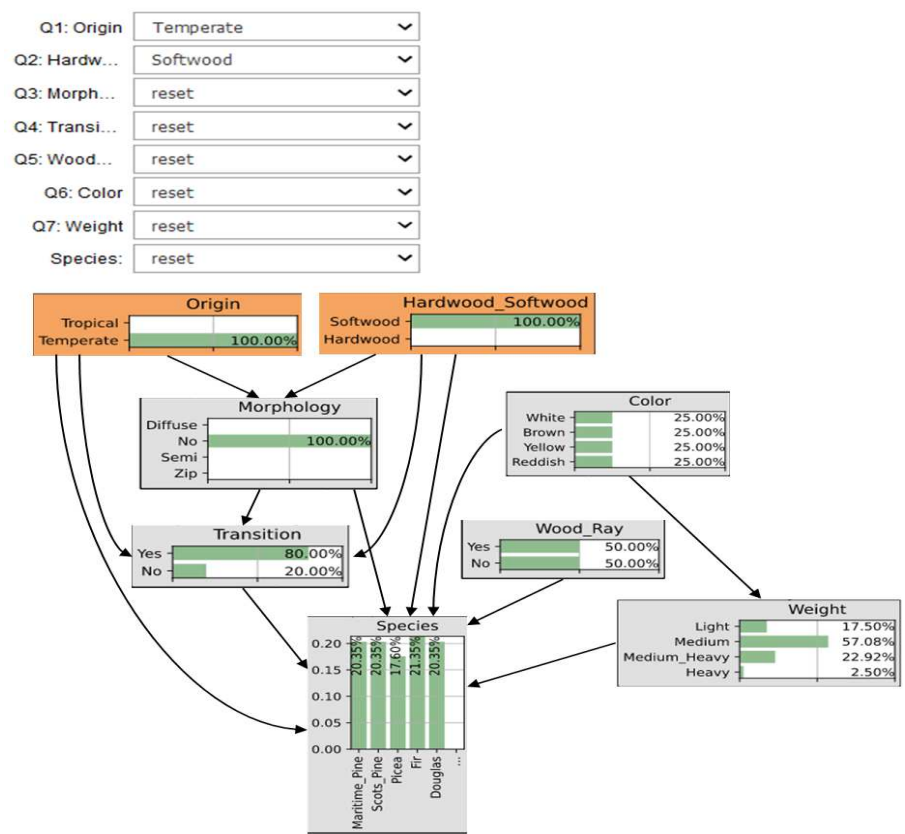 Q1: Origin Temperate
Q2: Hardw... Softwood
Q3: Morph... reset
Q4: Transi... reset
Q5: Wood... reset
Q6: Color reset
Q7: Weight reset
Species: reset
Origin
Tropical
Temperate 100.00%
Hardwood_Softwood
Softwood 100.00%
Hardwood
Morphology
Diffuse
No 100.00%
Semi
Zip
Color
White 25.00%
Brown 25.00%
Yellow 25.00%
Reddish 25.00%
Transition
Yes 80.00%
No 20.00%
Wood_Ray
Yes 50.00%
No 50.00%
Weight
Light 17.50%
Medium 57.08%
Medium_Heavy 22.92%
Heavy 2.50%
Species
0.20
0.15
0.10
0.05
0.00
20.35%
20.35%
17.60%
21.35%
20.35%
Maritime_Pine
Scots_Pine
Picea
Fir
Douglas
...